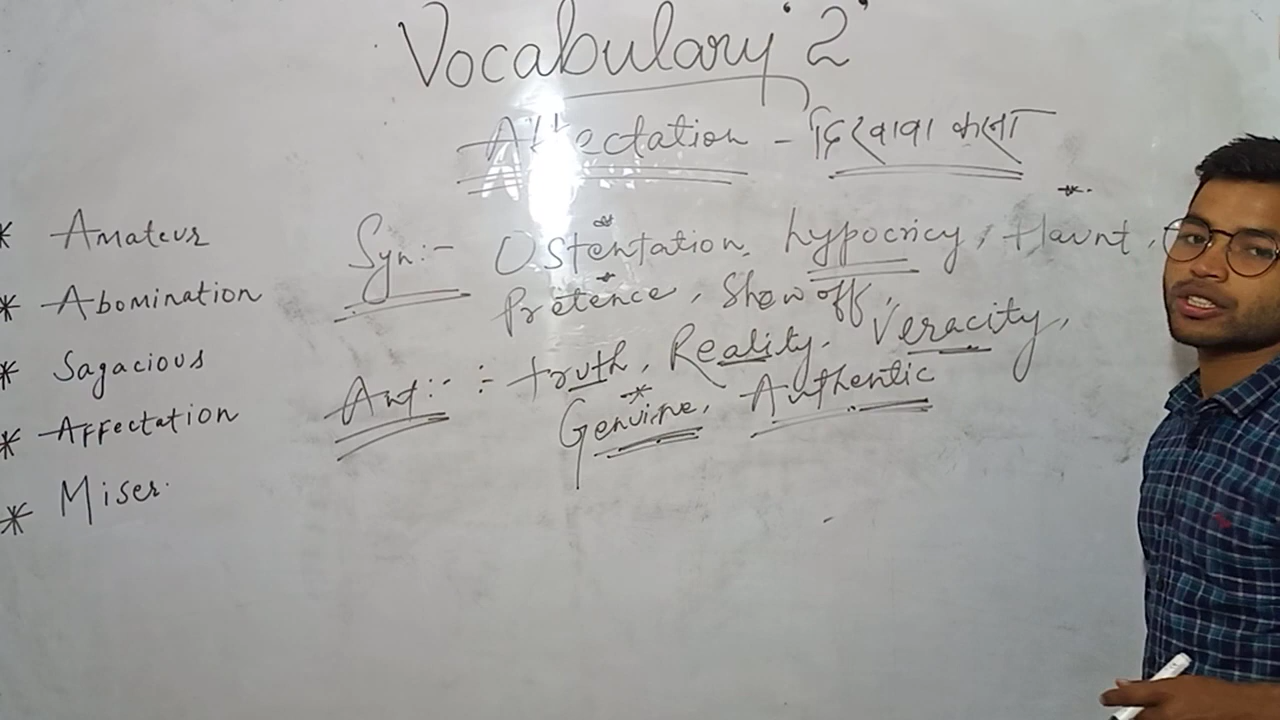 Vocabulary '2'
Affectation - दिखावा करना
* Amateur
* Abomination
* Sagacious
* Affectation
* Miser.
Syn:- Ostentation, hypocricy, flaunt,
Pretence, Show off,
Ant:- :- truth, Reality, Veracity,
Genuine, Authentic